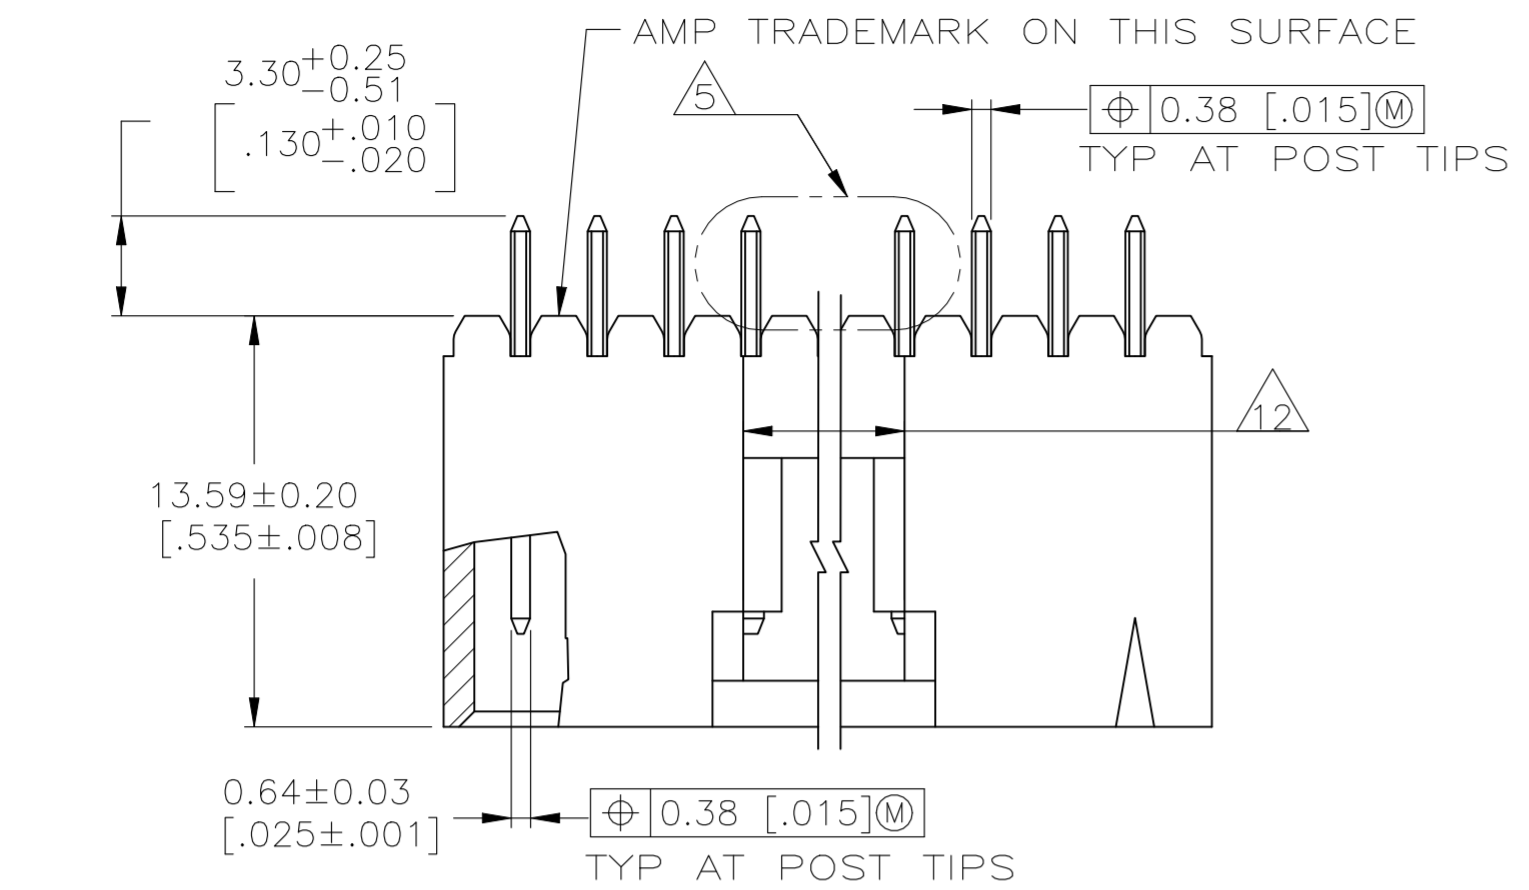 AMP TRADEMARK ON THIS SURFACE
3.30+0.25
-0.51
[.130+.010
-.020]
5
⌖ 0.38 [.015]Ⓜ
TYP AT POST TIPS
12
13.59±0.20
[.535±.008]
0.64±0.03
[.025±.001]
⌖ 0.38 [.015]Ⓜ
TYP AT POST TIPS